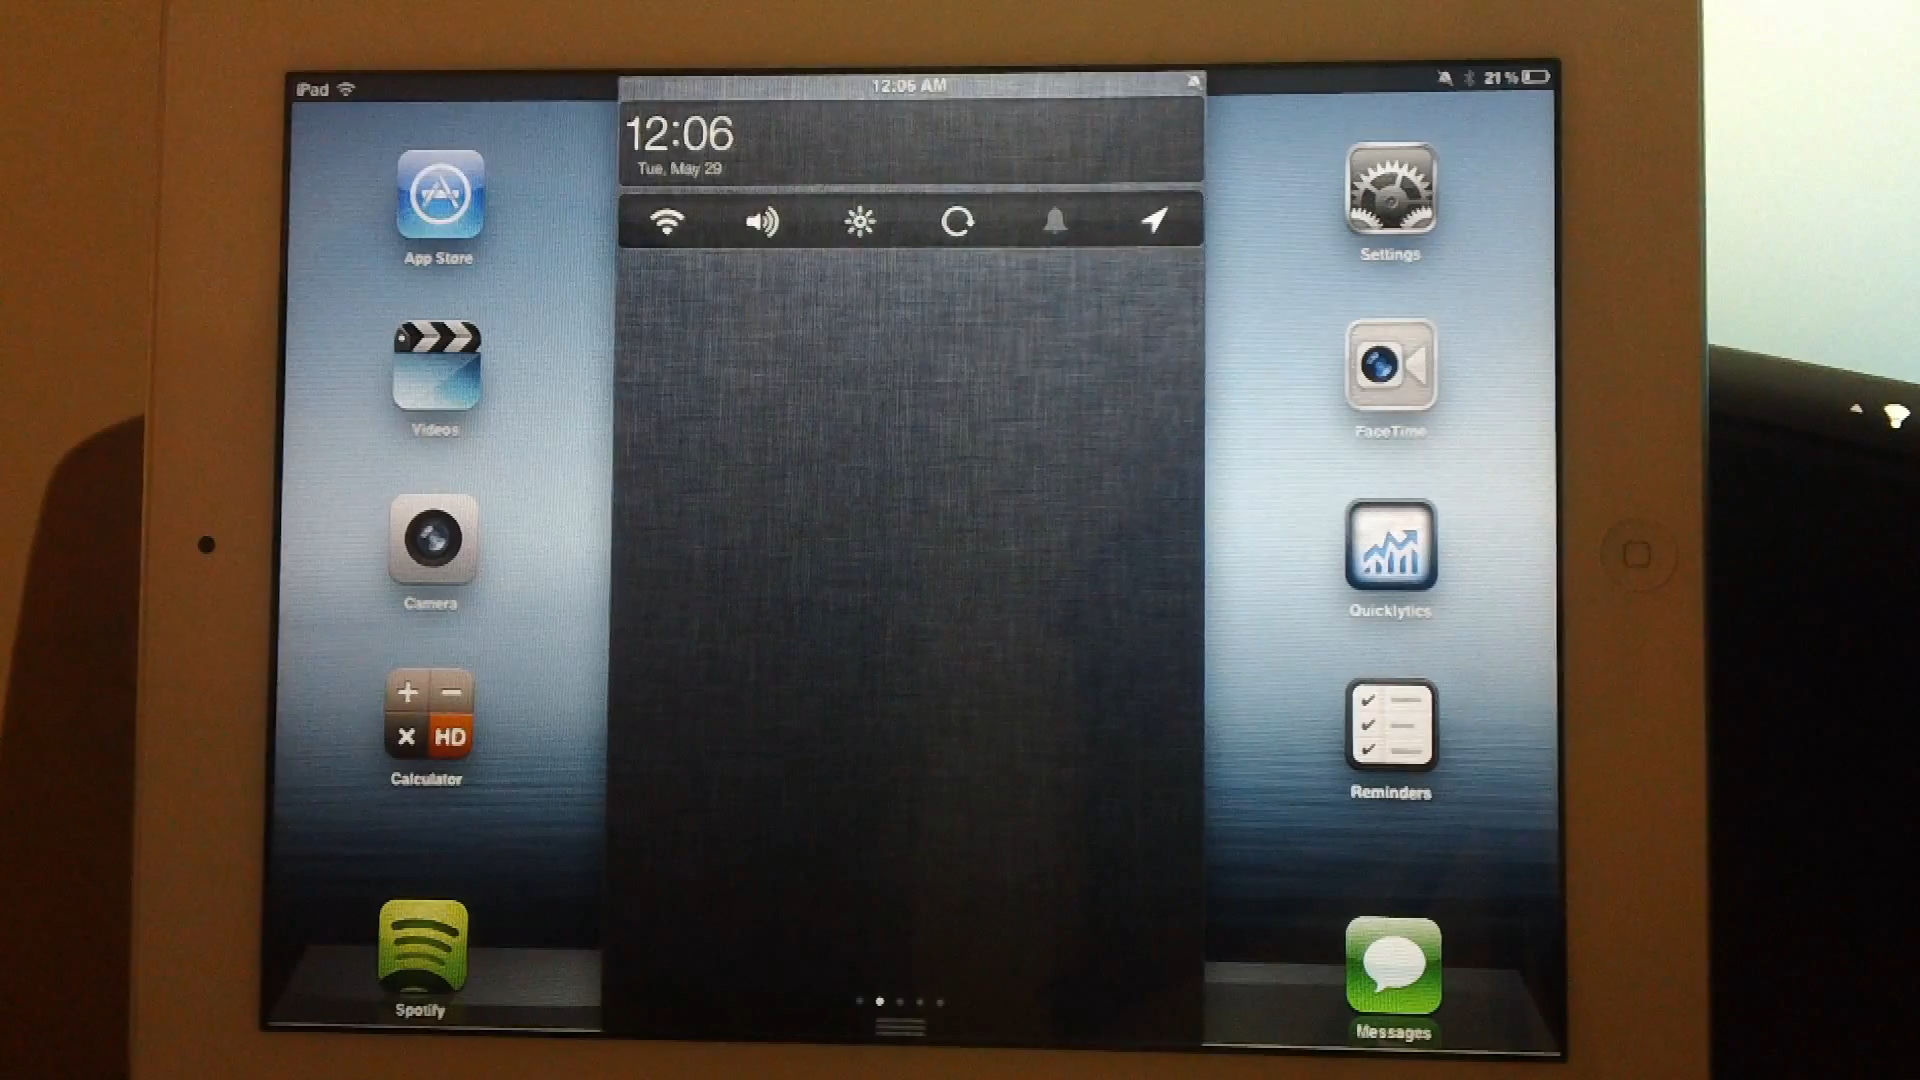 iPad
12:06 AM
21 %
12:06
Tue, May 29
App Store
Settings
Videos
FaceTime
Camera
Quicklytics
+ −
× HD
Calculator
Reminders
Spotify
Messages